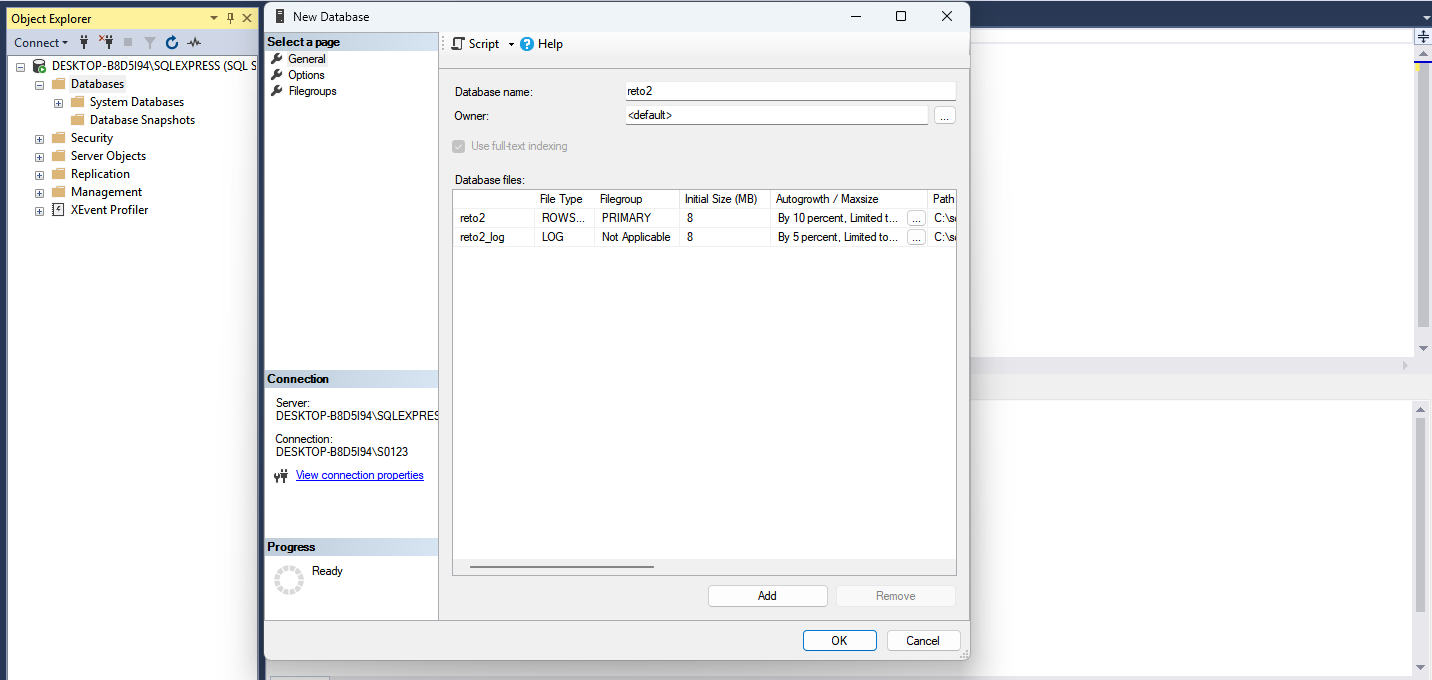 Object Explorer
Connect
DESKTOP-B8D5I94\SQLEXPRESS (SQL S
Databases
System Databases
Database Snapshots
Security
Server Objects
Replication
Management
XEvent Profiler
New Database
Select a page
General
Options
Filegroups
Script
Help
Database name:
reto2
Owner:
<default>
...
Use full-text indexing
Database files:
File Type Filegroup Initial Size (MB) Autogrowth / Maxsize Path
reto2 ROWS... PRIMARY 8 By 10 percent, Limited t... ... C:\s
reto2_log LOG Not Applicable 8 By 5 percent, Limited to... ... C:\s
Connection
Server:
DESKTOP-B8D5I94\SQLEXPRES
Connection:
DESKTOP-B8D5I94\S0123
View connection properties
Progress
Ready
Add
Remove
OK
Cancel